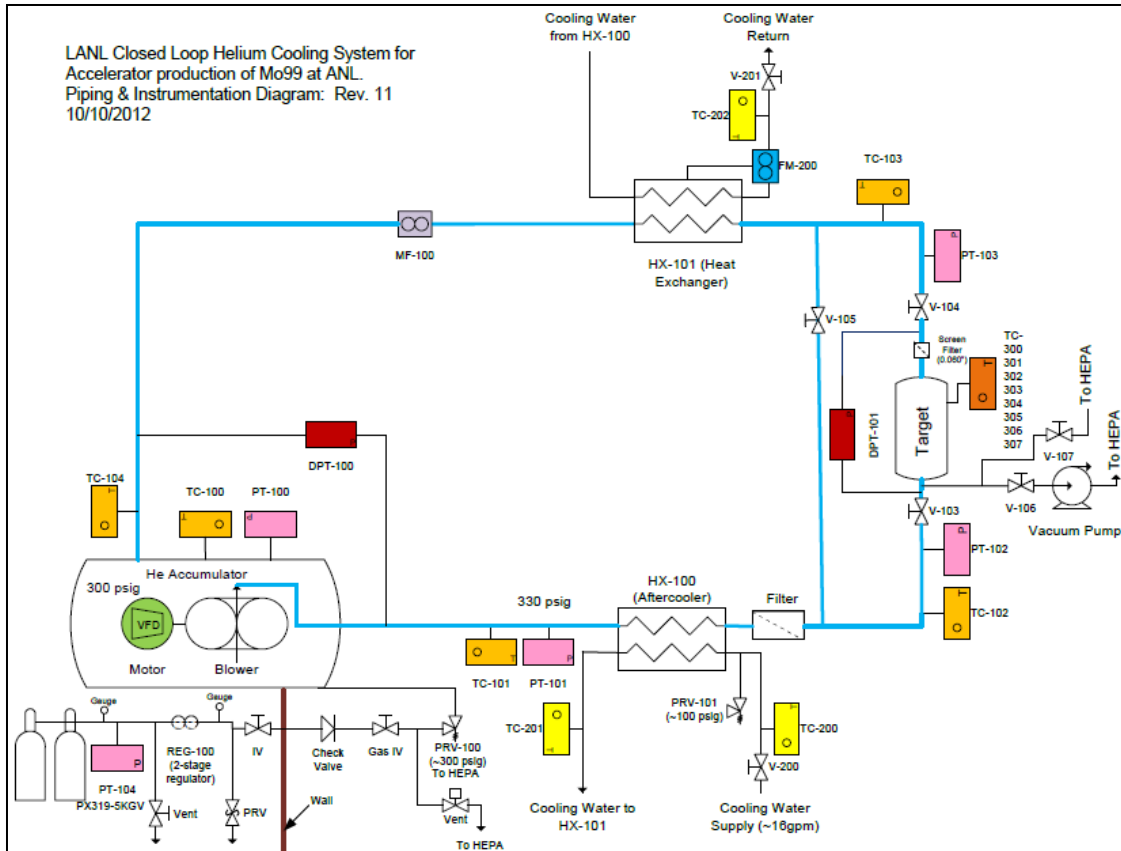 LANL Closed Loop Helium Cooling System for
Accelerator production of Mo99 at ANL.
Piping & Instrumentation Diagram: Rev. 11
10/10/2012
Cooling Water
from HX-100
Cooling Water
Return
V-201
TC-202
T
FM-200
TC-103
T
MF-100
HX-101 (Heat
Exchanger)
P
PT-103
V-104
V-105
Screen
Filter
(0.060")
T
TC-
300
301
302
303
304
305
306
307
To HEPA
To HEPA
Target
DPT-101
P
V-107
V-106
Vacuum Pump
V-103
P
PT-102
T
TC-102
DPT-100
P
TC-104
T
TC-100
T
PT-100
P
He Accumulator
300 psig
VFD
Motor
Blower
330 psig
HX-100
(Aftercooler)
Filter
T
TC-101
P
PT-101
Gauge
Gauge
REG-100
(2-stage
regulator)
P
PT-104
PX319-5KGV
Vent
PRV
IV
Wall
Check
Valve
Gas IV
PRV-100
(~300 psig)
To HEPA
Vent
To HEPA
TC-201
T
Cooling Water to
HX-101
PRV-101
(~100 psig)
T
TC-200
V-200
Cooling Water
Supply (~16gpm)